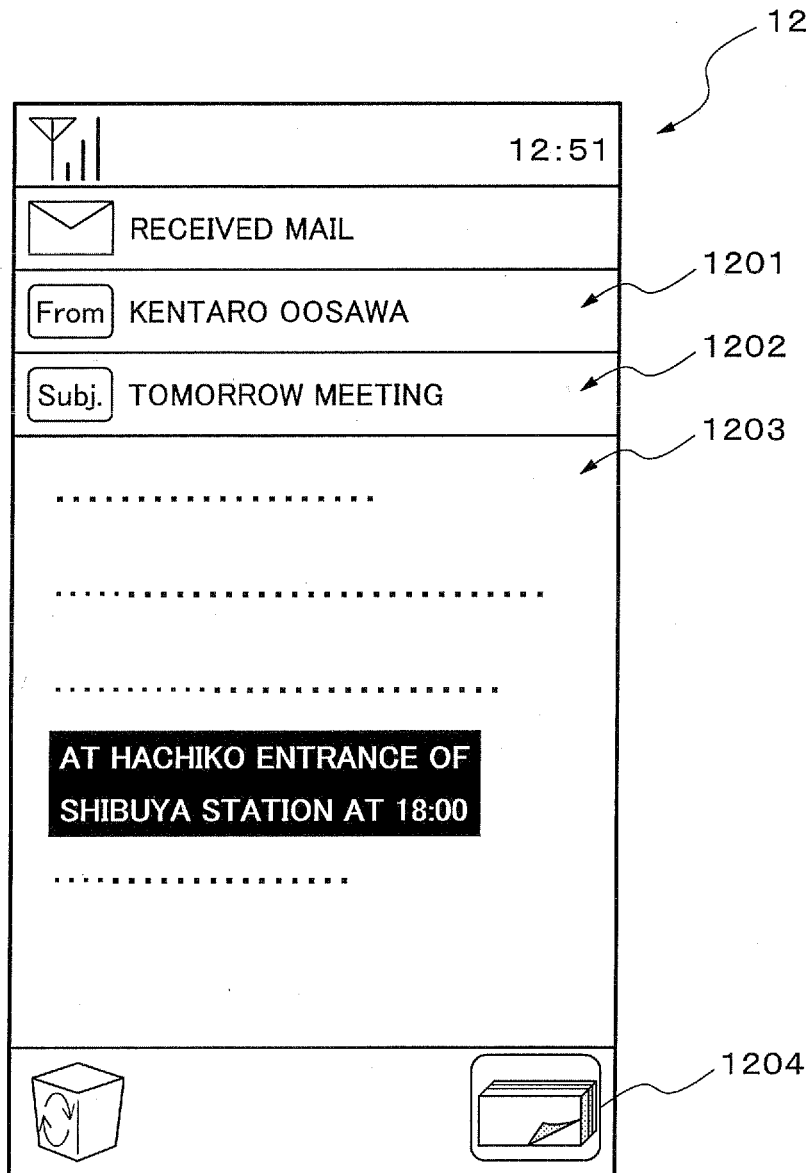 12
12:51
RECEIVED MAIL
1201
From KENTARO OOSAWA
1202
Subj. TOMORROW MEETING
1203
AT HACHIKO ENTRANCE OF
SHIBUYA STATION AT 18:00
1204